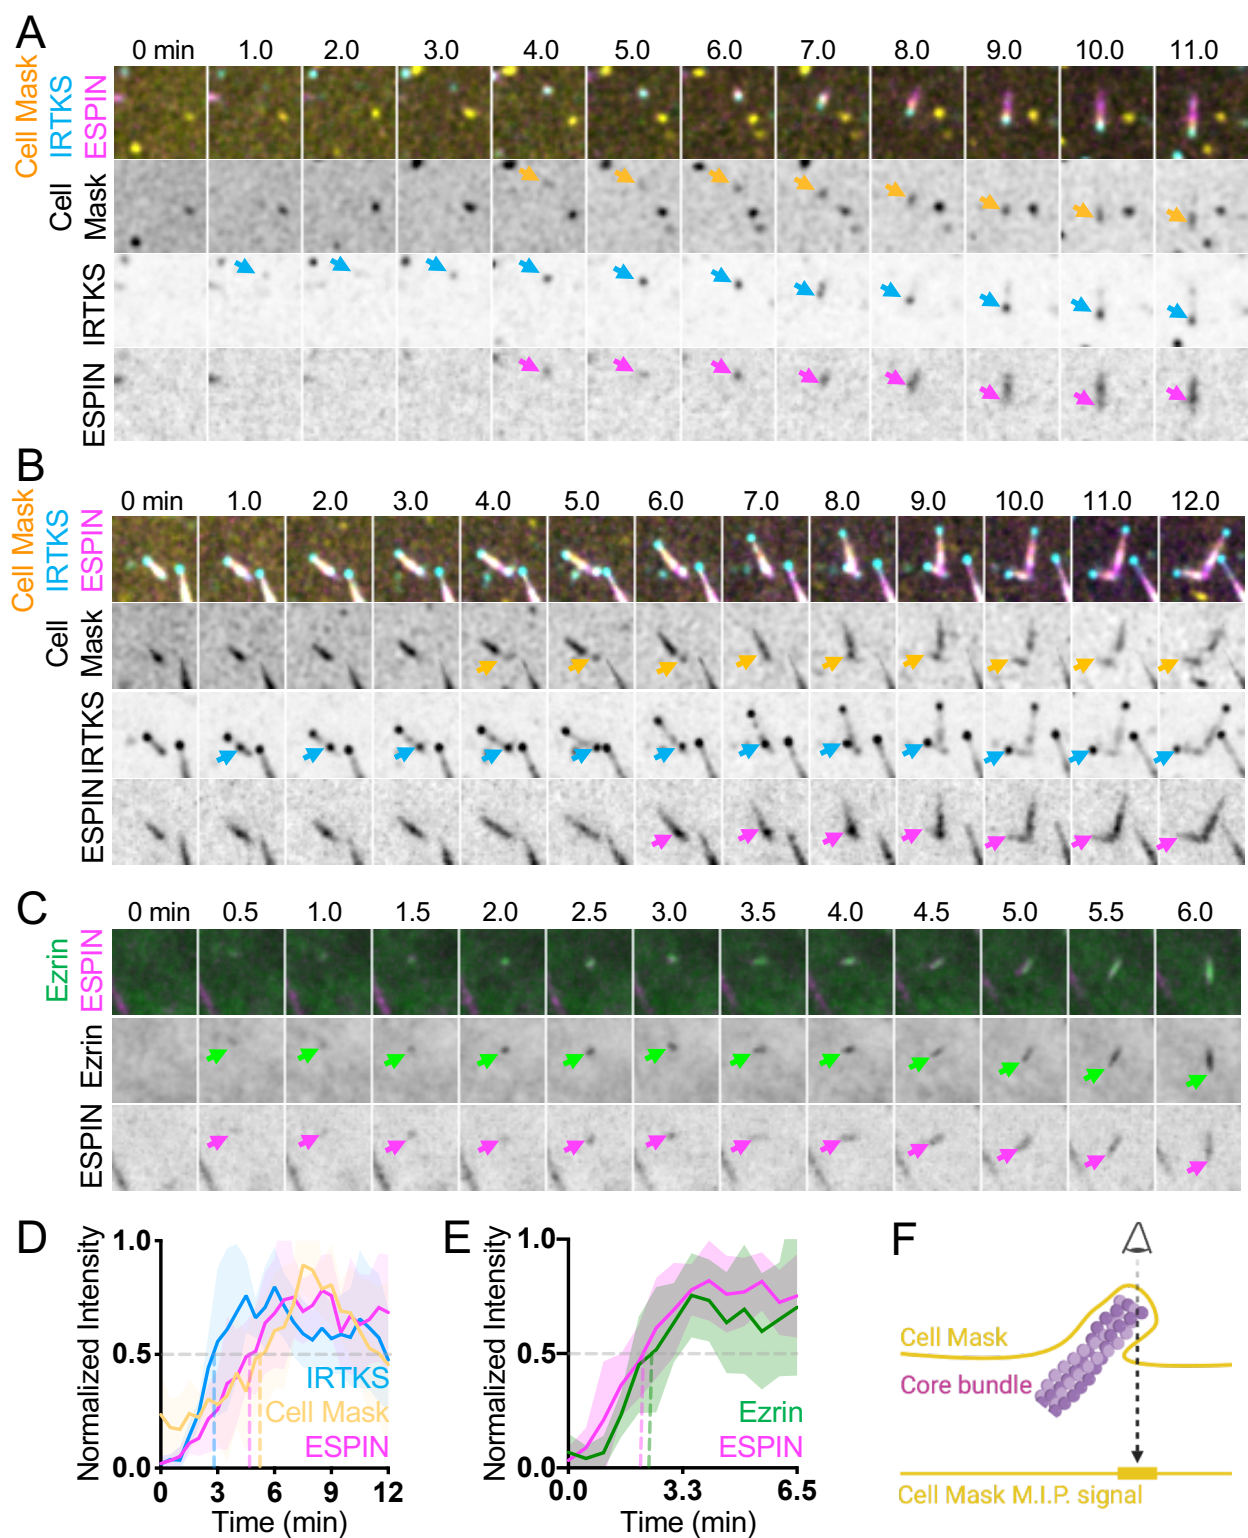 A
0 min 1.0 2.0 3.0 4.0 5.0 6.0 7.0 8.0 9.0 10.0 11.0
Cell Mask
IRTKS
ESPIN
Cell
Mask
IRTKS
ESPIN
B
0 min 1.0 2.0 3.0 4.0 5.0 6.0 7.0 8.0 9.0 10.0 11.0 12.0
Cell Mask
IRTKS
ESPIN
Cell
Mask
IRTKS
ESPIN
C
0 min 0.5 1.0 1.5 2.0 2.5 3.0 3.5 4.0 4.5 5.0 5.5 6.0
Ezrin
ESPIN
Ezrin
ESPIN
D
Normalized Intensity
1.0
0.5
0.0
IRTKS
Cell Mask
ESPIN
0 3 6 9 12
Time (min)
E
Normalized Intensity
1.0
0.5
0.0
Ezrin
ESPIN
0.0 3.3 6.5
Time (min)
F
Cell Mask
Core bundle
Cell Mask M.I.P. signal